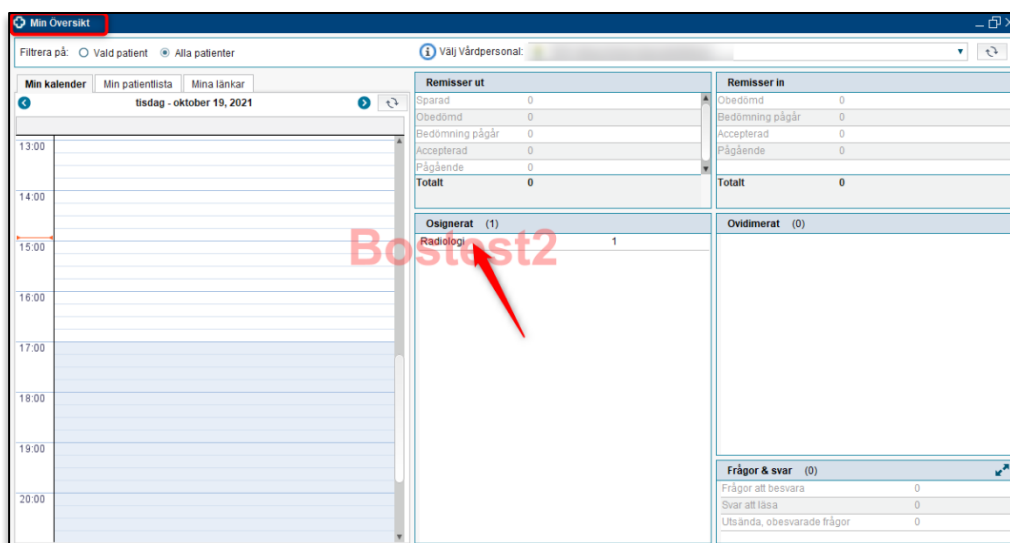 Min Översikt
Filtrera på: Vald patient Alla patienter
Välj Vårdpersonal:
Min kalender Min patientlista Mina länkar
tisdag - oktober 19, 2021
13:00
14:00
15:00
16:00
17:00
18:00
19:00
20:00
Remisser ut
Sparad 0
Obedömd 0
Bedömning pågår 0
Accepterad 0
Pågående 0
Totalt 0
Remisser in
Obedömd 0
Bedömning pågår 0
Accepterad 0
Pågående 0
Totalt 0
Osignerat (1)
Radiologi 1
Bostest2
Ovidimerat (0)
Frågor & svar (0)
Frågor att besvara 0
Svar att läsa 0
Utsända, obesvarade frågor 0